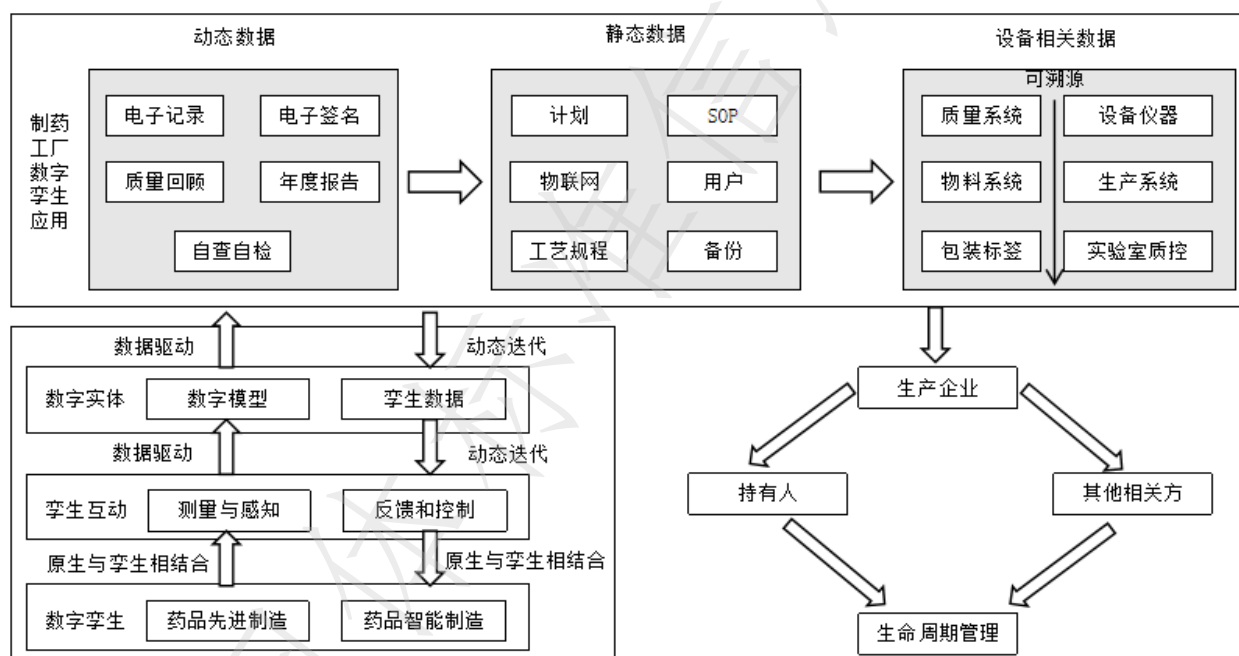 动态数据
静态数据
设备相关数据
制药
工厂
数字
孪生
应用
电子记录
电子签名
质量回顾
年度报告
自查自检
计划
SOP
物联网
用户
工艺规程
备份
可溯源
质量系统
设备仪器
物料系统
生产系统
包装标签
实验室质控
数据驱动
动态迭代
数字实体
数字模型
孪生数据
数据驱动
动态迭代
孪生互动
测量与感知
反馈和控制
原生与孪生相结合
原生与孪生相结合
数字孪生
药品先进制造
药品智能制造
生产企业
持有人
其他相关方
生命周期管理